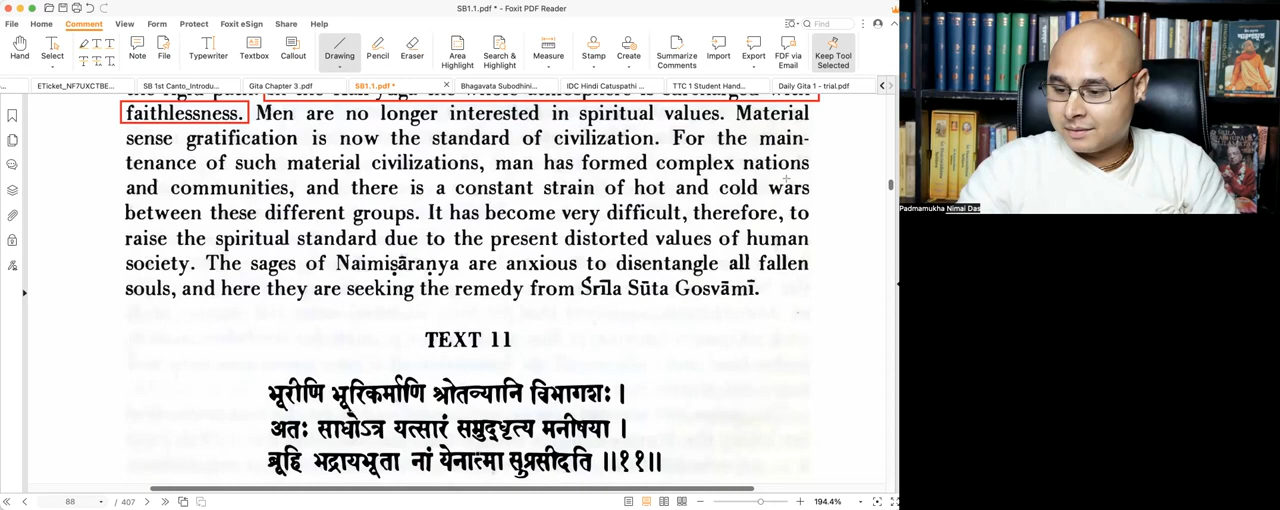 SB1.1.pdf * - Foxit PDF Reader
File Home Comment View Form Protect Foxit eSign Share Help
Find
Hand Select Note File Typewriter Textbox Callout Drawing Pencil Eraser Area Highlight Search & Highlight Measure Stamp Create Summarize Comments Import Export FDF via Email Keep Tool Selected
ETicket_NF7UXCTBE... SB 1st Canto_Introdu... Gita Chapter 3.pdf SB1.1.pdf * Bhagavata Subodhini... IDC Hindi Catuspathi ... TTC 1 Student Hand... Daily Gita 1 - trial.pdf
faithlessness. Men are no longer interested in spiritual values. Material
sense gratification is now the standard of civilization. For the main-
tenance of such material civilizations, man has formed complex nations
and communities, and there is a constant strain of hot and cold wars
between these different groups. It has become very difficult, therefore, to
raise the spiritual standard due to the present distorted values of human
society. The sages of Naimiṣāraṇya are anxious to disentangle all fallen
souls, and here they are seeking the remedy from Śrīla Sūta Gosvāmī.
TEXT 11
भूरीणि भूरिकर्माणि श्रोतव्यानि विभागशः ।
अतः साधोऽत्र यत्सारं समुद्धृत्य मनीषया ।
ब्रूहि भद्रायभूता नां येनात्मा सुप्रसीदति ॥११॥
88 / 407 194.4%
Padmamukha Nimai Das